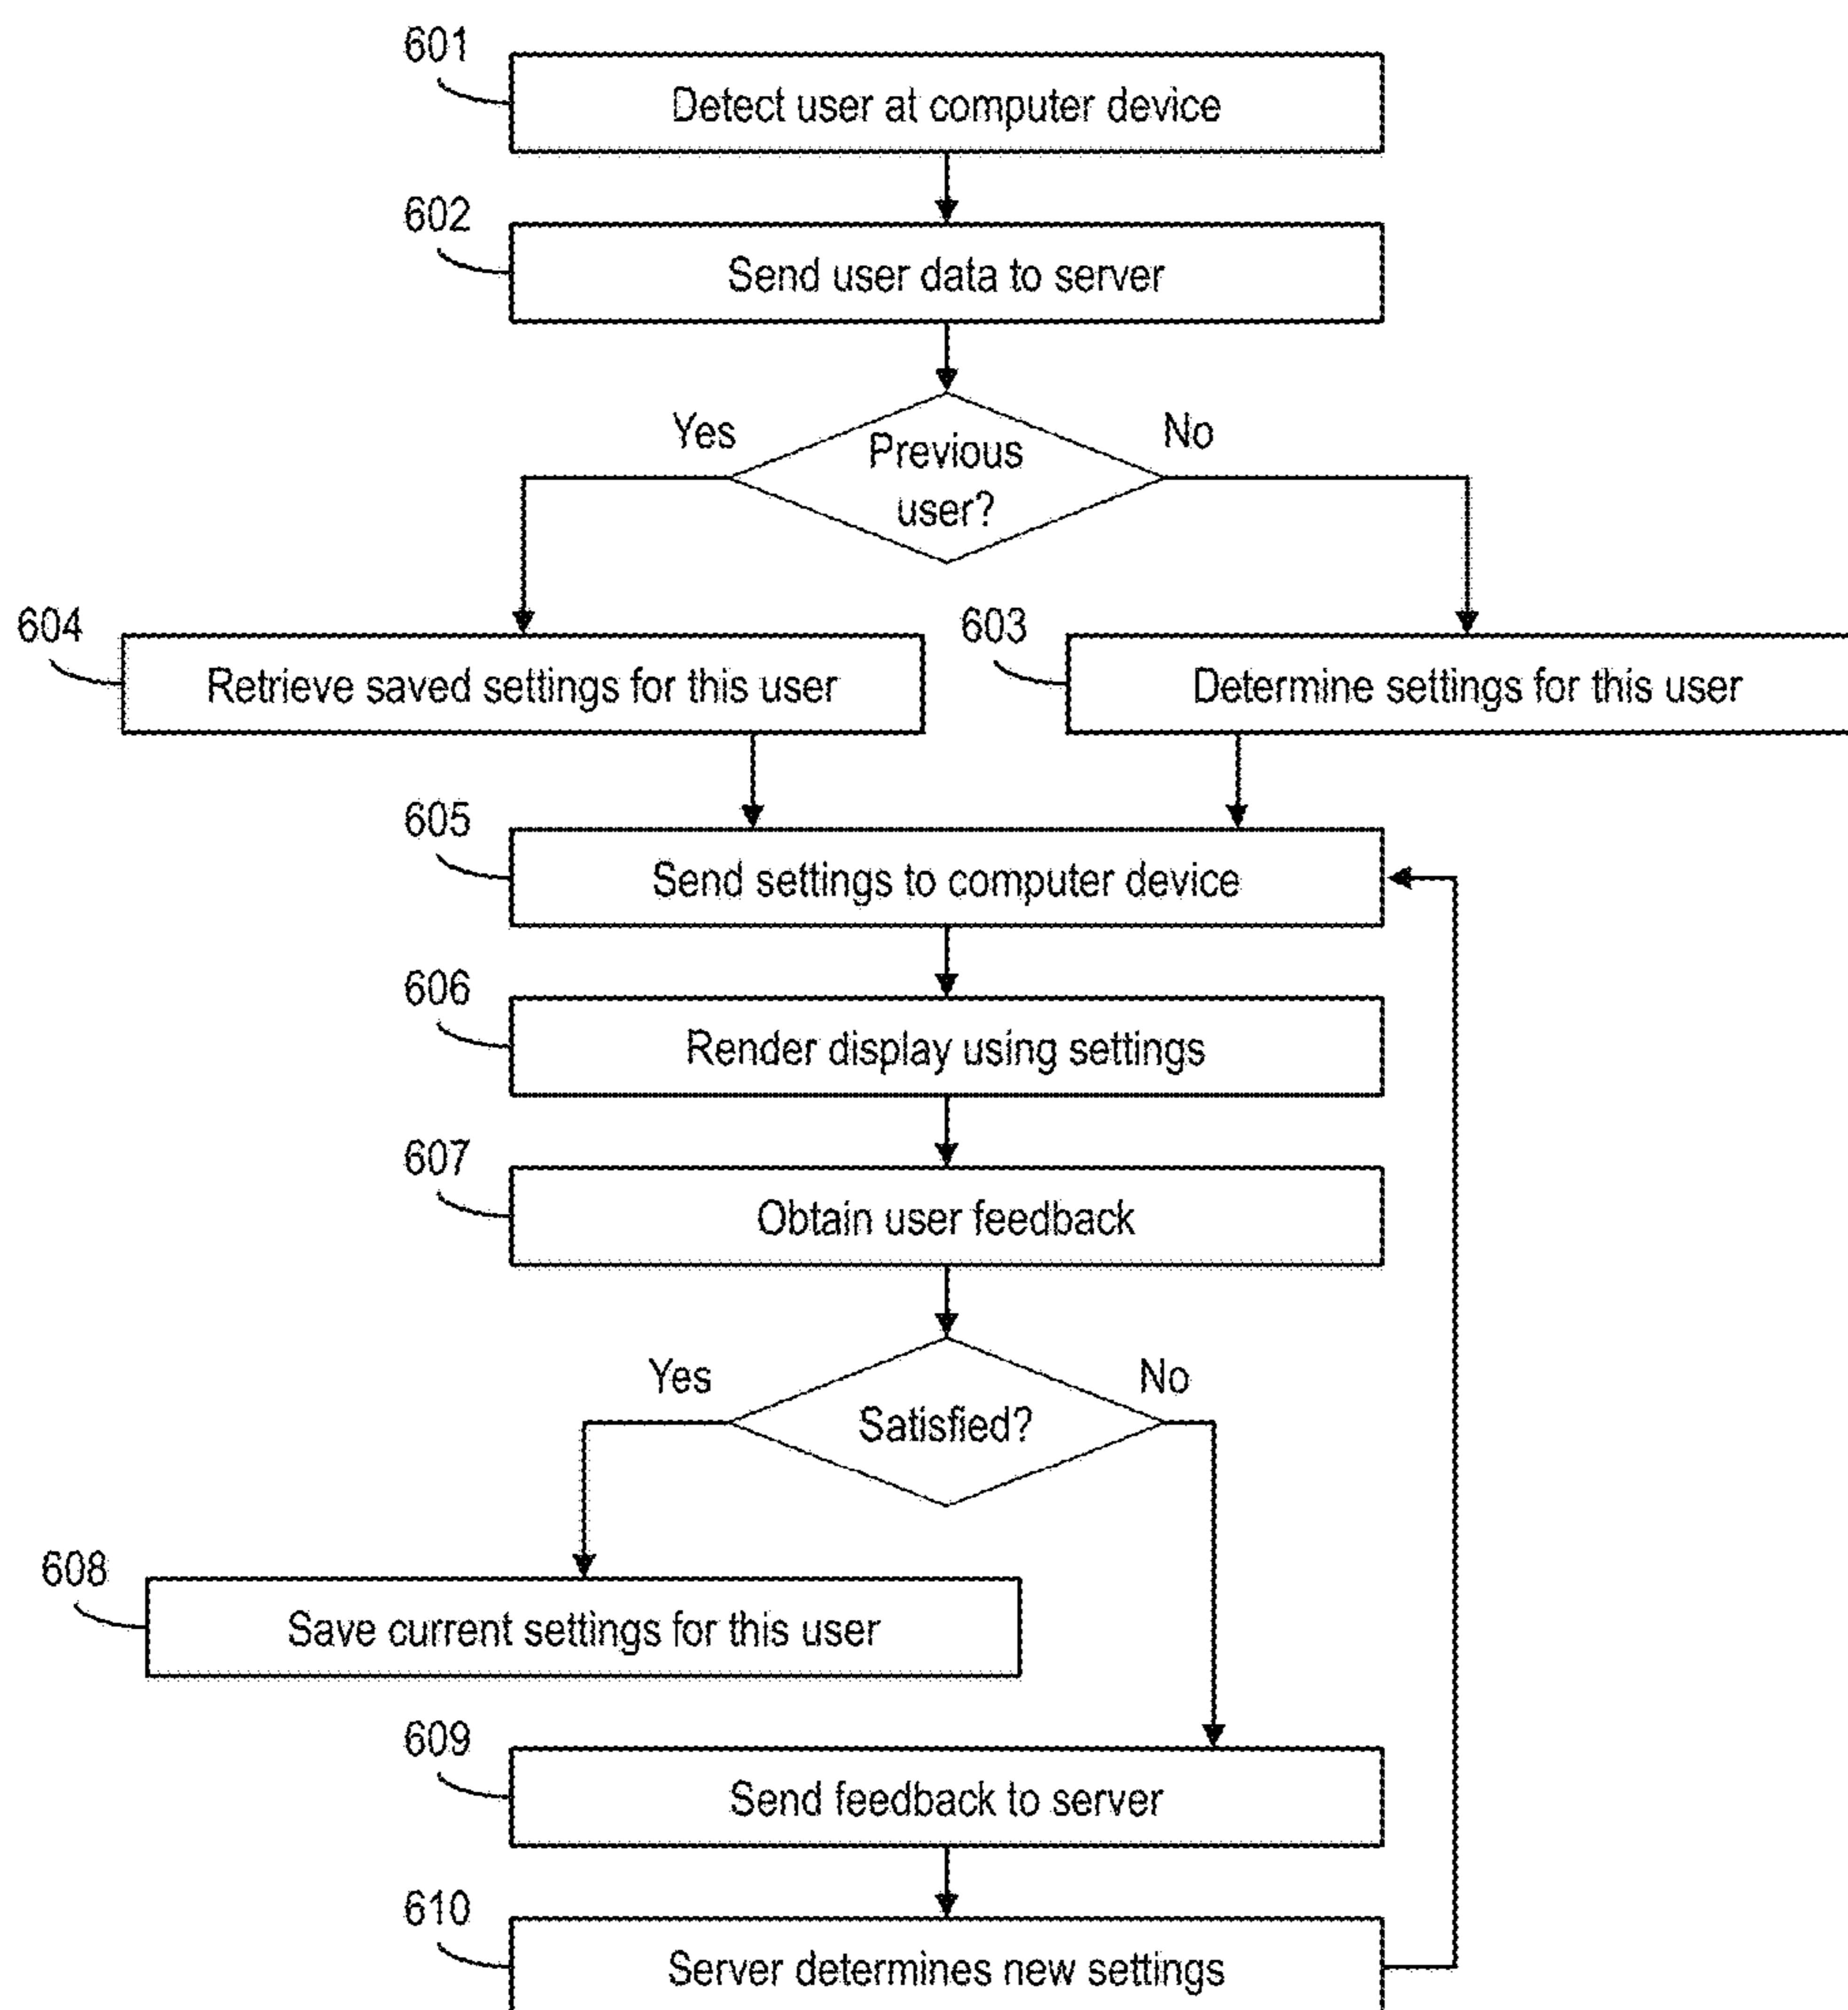 601
Detect user at computer device
602
Send user data to server
Yes
Previous
user?
No
604
Retrieve saved settings for this user
603
Determine settings for this user
605
Send settings to computer device
606
Render display using settings
607
Obtain user feedback
Yes
Satisfied?
No
608
Save current settings for this user
609
Send feedback to server
610
Server determines new settings